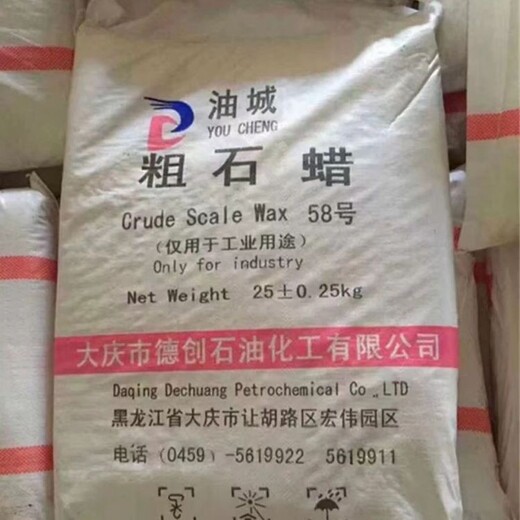 油城
YOU CHENG
粗石蜡
Crude Scale Wax 58号
（仅用于工业用途）
Only for industry
Net Weight 25±0.25kg
大庆市德创石油化工有限公司
Daqing Dechuang Petrochemical Co.,LTD
黑龙江省大庆市让胡路区宏伟园区
电话（0459）-5619922 5619911